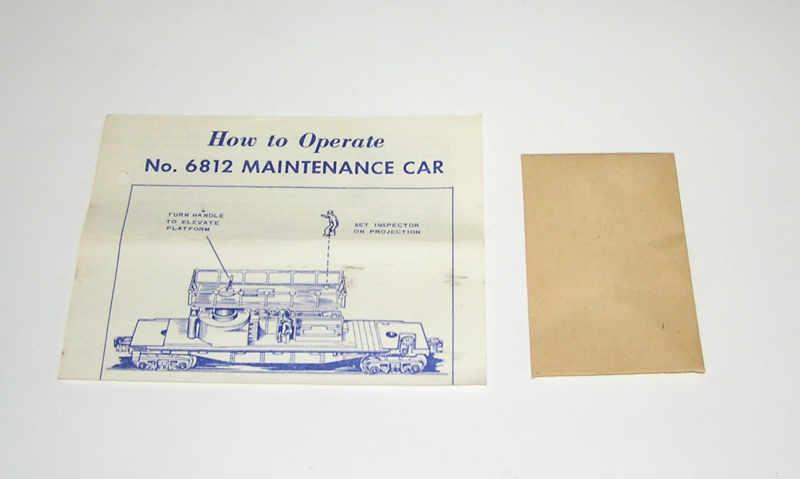 How to Operate
No. 6812 MAINTENANCE CAR
TURN HANDLE
TO ELEVATE
PLATFORM
SET INSPECTOR
ON PROJECTION